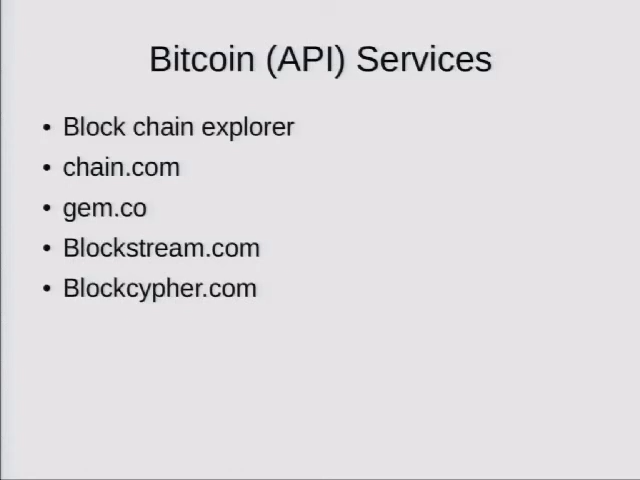 Bitcoin (API) Services
• Block chain explorer
• chain.com
• gem.co
• Blockstream.com
• Blockcypher.com